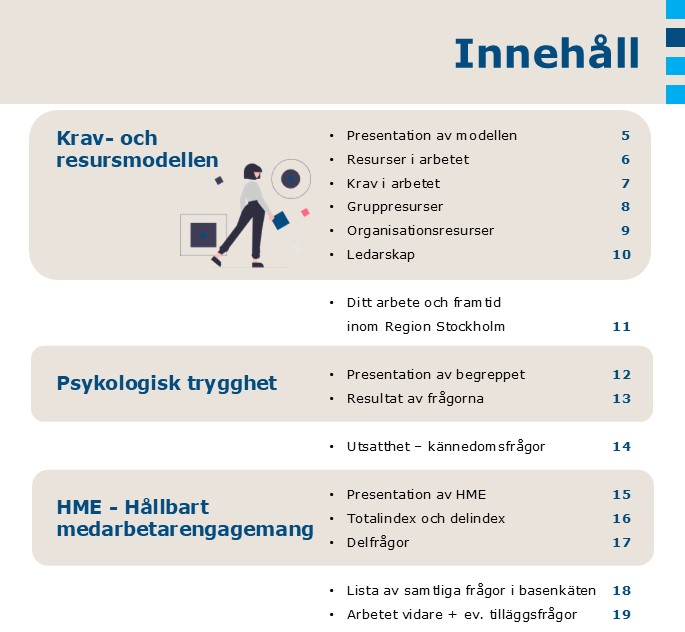 Innehåll
Krav- och
resursmodellen
• Presentation av modellen 5
• Resurser i arbetet 6
• Krav i arbetet 7
• Gruppresurser 8
• Organisationsresurser 9
• Ledarskap 10
• Ditt arbete och framtid
inom Region Stockholm 11
Psykologisk trygghet
• Presentation av begreppet 12
• Resultat av frågorna 13
• Utsatthet – kännedomsfrågor 14
HME - Hållbart
medarbetarengagemang
• Presentation av HME 15
• Totalindex och delindex 16
• Delfrågor 17
• Lista av samtliga frågor i basenkäten 18
• Arbetet vidare + ev. tilläggsfrågor 19